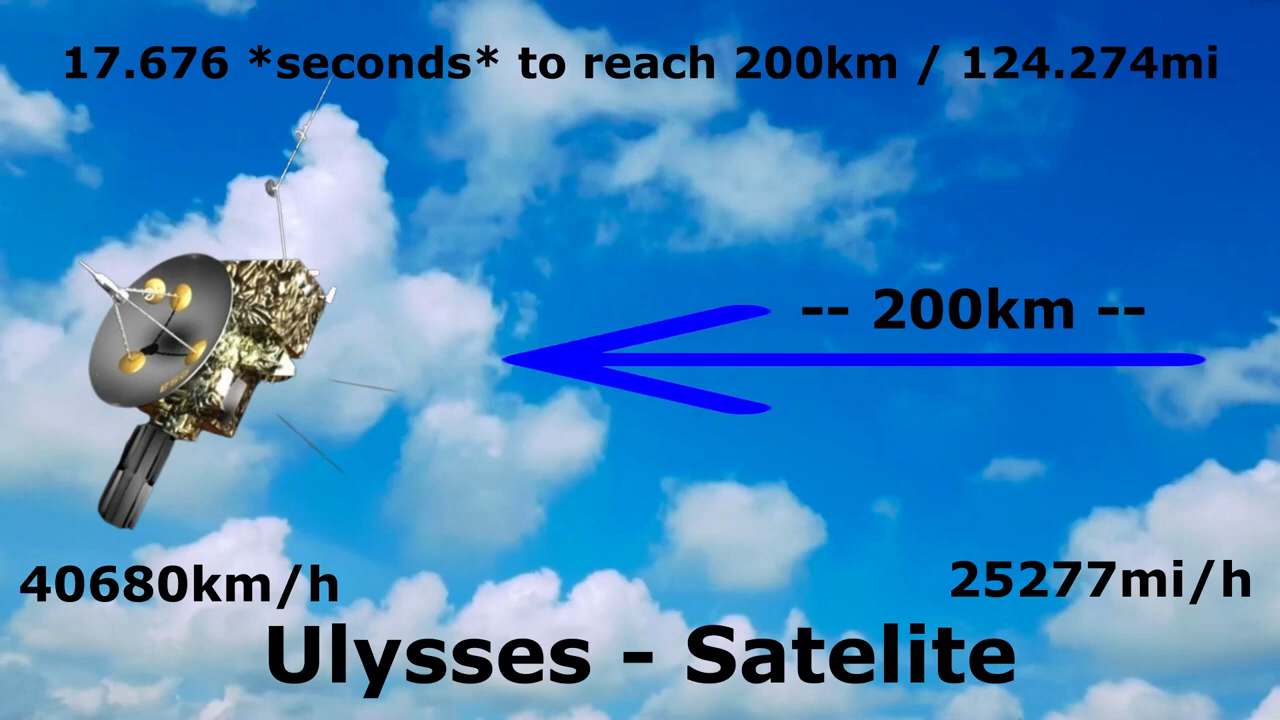 17.676 *seconds* to reach 200km / 124.274mi
-- 200km --
40680km/h
25277mi/h
Ulysses - Satelite